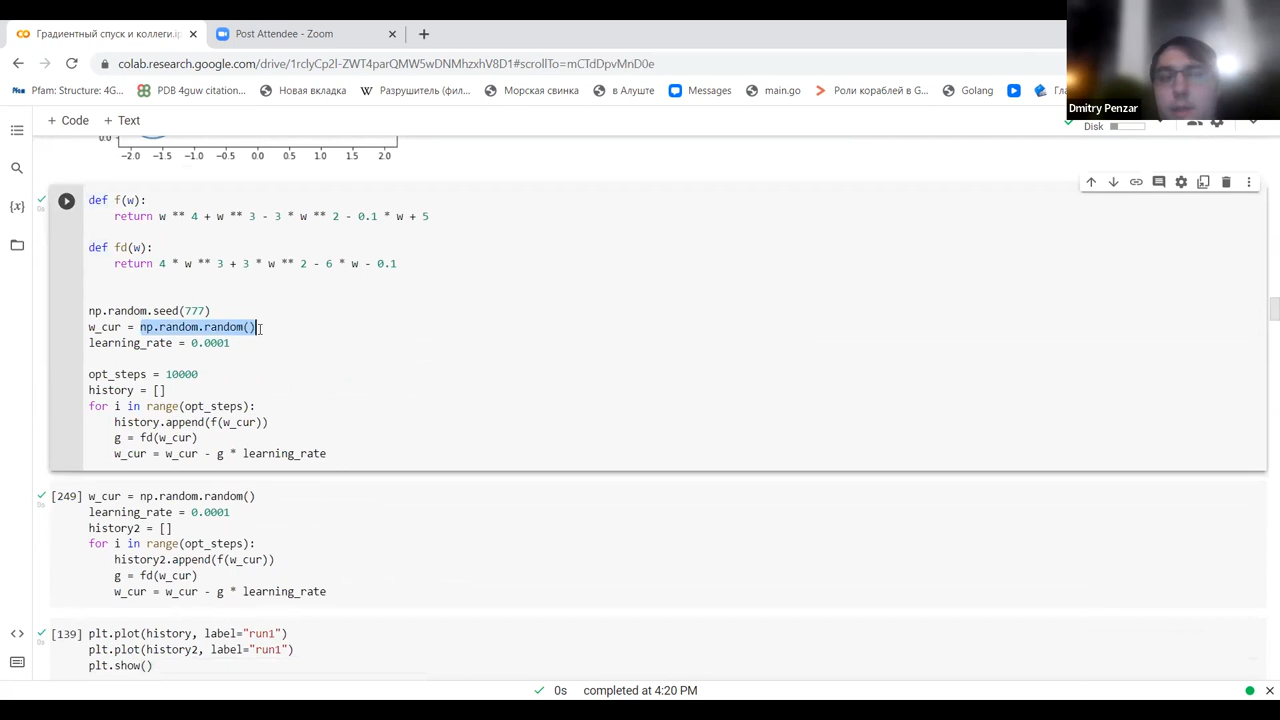 Градиентный спуск и коллеги.ip
Post Attendee - Zoom
colab.research.google.com/drive/1rclyCp2I-ZWT4parQMW5wDNMhzxhV8D1#scrollTo=mCTdDpvMnD0e
Pfam: Structure: 4G...
PDB 4guw citation...
Новая вкладка
Разрушитель (фил...
Морская свинка
в Алуште
Messages
main.go
Роли кораблей в G...
Golang
Dmitry Penzar
+ Code + Text
Disk
0.0
−2.0 −1.5 −1.0 −0.5 0.0 0.5 1.0 1.5 2.0
def f(w):
return w ** 4 + w ** 3 - 3 * w ** 2 - 0.1 * w + 5
def fd(w):
return 4 * w ** 3 + 3 * w ** 2 - 6 * w - 0.1
np.random.seed(777)
w_cur = np.random.random()
learning_rate = 0.0001
opt_steps = 10000
history = []
for i in range(opt_steps):
history.append(f(w_cur))
g = fd(w_cur)
w_cur = w_cur - g * learning_rate
[249] w_cur = np.random.random()
learning_rate = 0.0001
history2 = []
for i in range(opt_steps):
history2.append(f(w_cur))
g = fd(w_cur)
w_cur = w_cur - g * learning_rate
[139] plt.plot(history, label="run1")
plt.plot(history2, label="run1")
plt.show()
0s completed at 4:20 PM